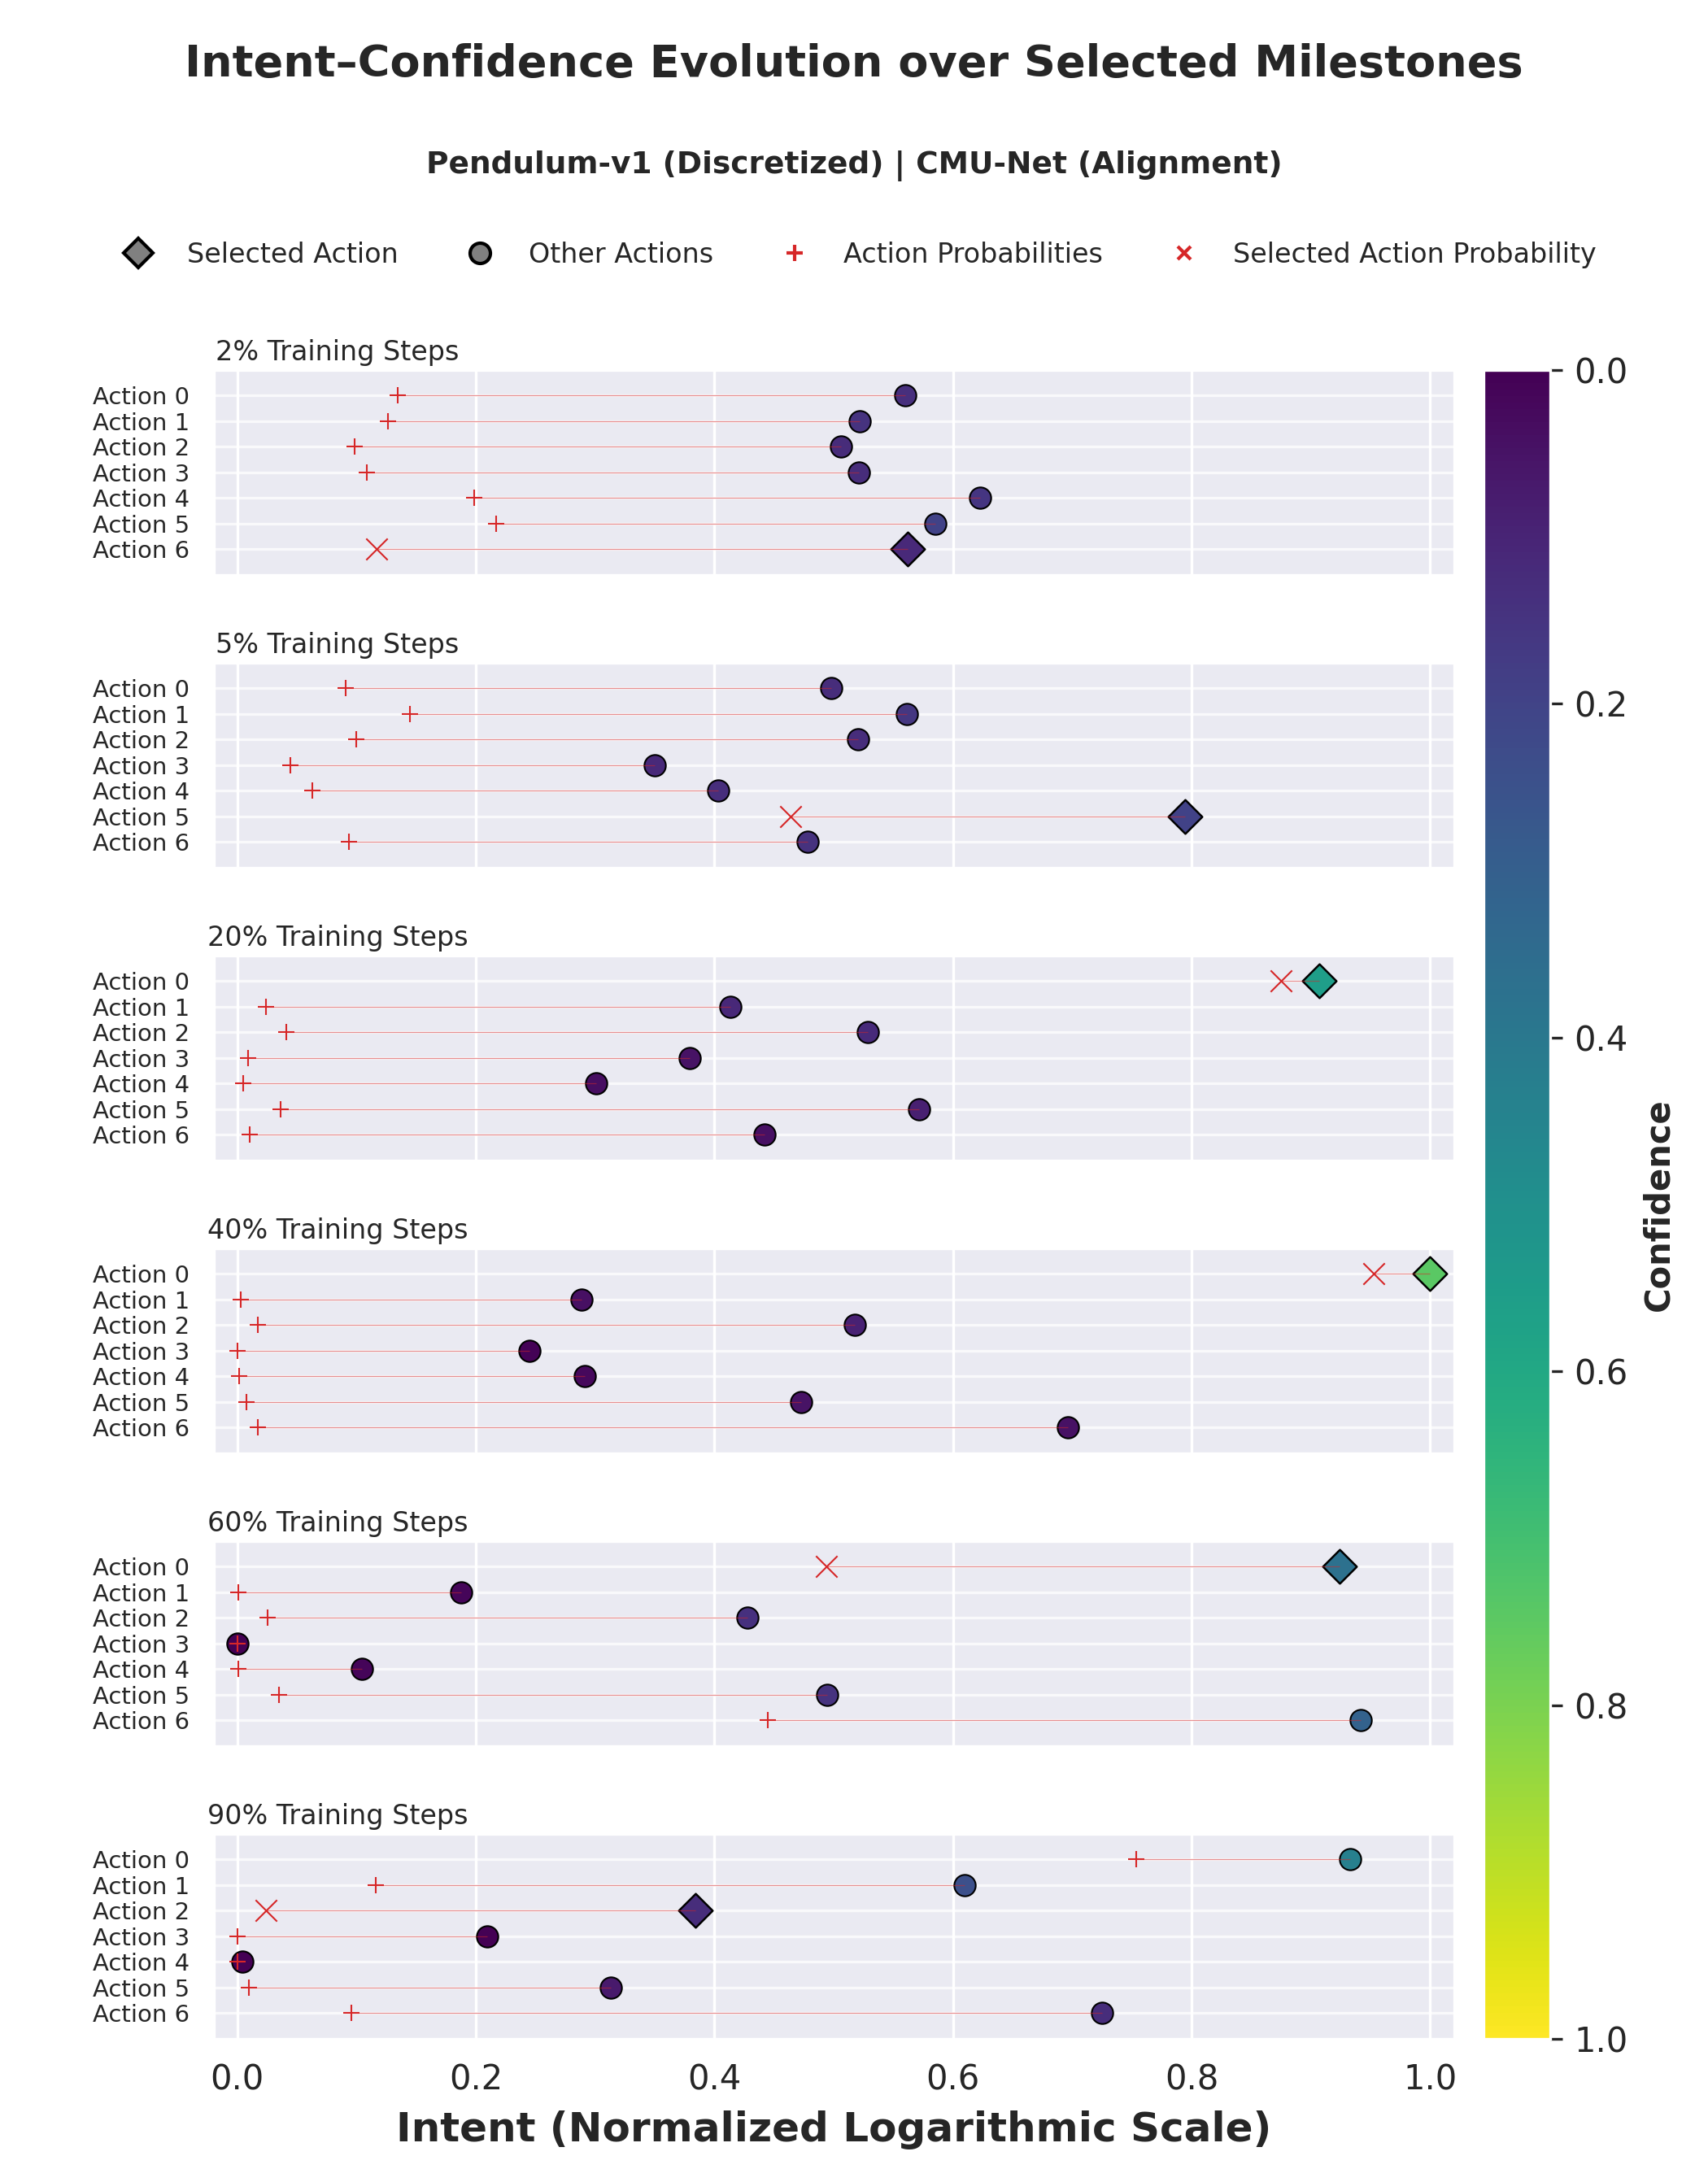 Intent–Confidence Evolution over Selected Milestones
Pendulum-v1 (Discretized) | CMU-Net (Alignment)
Selected Action Other Actions Action Probabilities Selected Action Probability
2% Training Steps
Action 0
Action 1
Action 2
Action 3
Action 4
Action 5
Action 6
5% Training Steps
Action 0
Action 1
Action 2
Action 3
Action 4
Action 5
Action 6
20% Training Steps
Action 0
Action 1
Action 2
Action 3
Action 4
Action 5
Action 6
40% Training Steps
Action 0
Action 1
Action 2
Action 3
Action 4
Action 5
Action 6
60% Training Steps
Action 0
Action 1
Action 2
Action 3
Action 4
Action 5
Action 6
90% Training Steps
Action 0
Action 1
Action 2
Action 3
Action 4
Action 5
Action 6
0.0 0.2 0.4 0.6 0.8 1.0
Intent (Normalized Logarithmic Scale)
0.0
0.2
0.4
0.6
0.8
1.0
Confidence